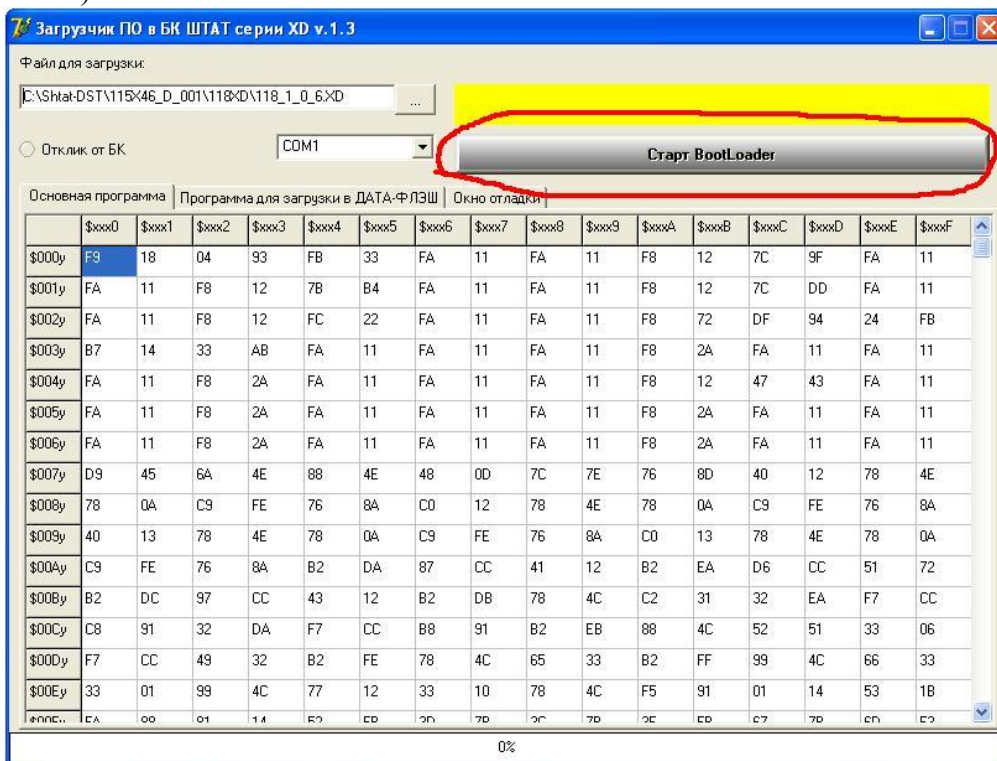 )
Загрузчик ПО в БК ШТАТ серии XD v.1.3
Файл для загрузки:
C:\Shtat-DST\115X46_D_001\118XD\118_1_0_6.XD ...
Отклик от БК COM1 Старт BootLoader
Основная программа Программа для загрузки в ДАТА-ФЛЭШ Окно отладки
$xxx0 $xxx1 $xxx2 $xxx3 $xxx4 $xxx5 $xxx6 $xxx7 $xxx8 $xxx9 $xxxA $xxxB $xxxC $xxxD $xxxE $xxxF
$000y F9 18 04 93 FB 33 FA 11 FA 11 F8 12 7C 9F FA 11
$001y FA 11 F8 12 7B B4 FA 11 FA 11 F8 12 7C DD FA 11
$002y FA 11 F8 12 FC 22 FA 11 FA 11 F8 72 DF 94 24 FB
$003y B7 14 33 AB FA 11 FA 11 FA 11 F8 2A FA 11 FA 11
$004y FA 11 F8 2A FA 11 FA 11 FA 11 F8 12 47 43 FA 11
$005y FA 11 F8 2A FA 11 FA 11 FA 11 F8 2A FA 11 FA 11
$006y FA 11 F8 2A FA 11 FA 11 FA 11 F8 2A FA 11 FA 11
$007y D9 45 6A 4E 88 4E 48 0D 7C 7E 76 8D 40 12 78 4E
$008y 78 0A C9 FE 76 8A C0 12 78 4E 78 0A C9 FE 76 8A
$009y 40 13 78 4E 78 0A C9 FE 76 8A C0 13 78 4E 78 0A
$00Ay C9 FE 76 8A B2 DA 87 CC 41 12 B2 EA D6 CC 51 72
$00By B2 DC 97 CC 43 12 B2 DB 78 4C C2 31 32 EA F7 CC
$00Cy C8 91 32 DA F7 CC B8 91 B2 EB 88 4C 52 51 33 06
$00Dy F7 CC 49 32 B2 FE 78 4C 65 33 B2 FF 99 4C 66 33
$00Ey 33 01 99 4C 77 12 33 10 78 4C F5 91 01 14 53 1B
0%